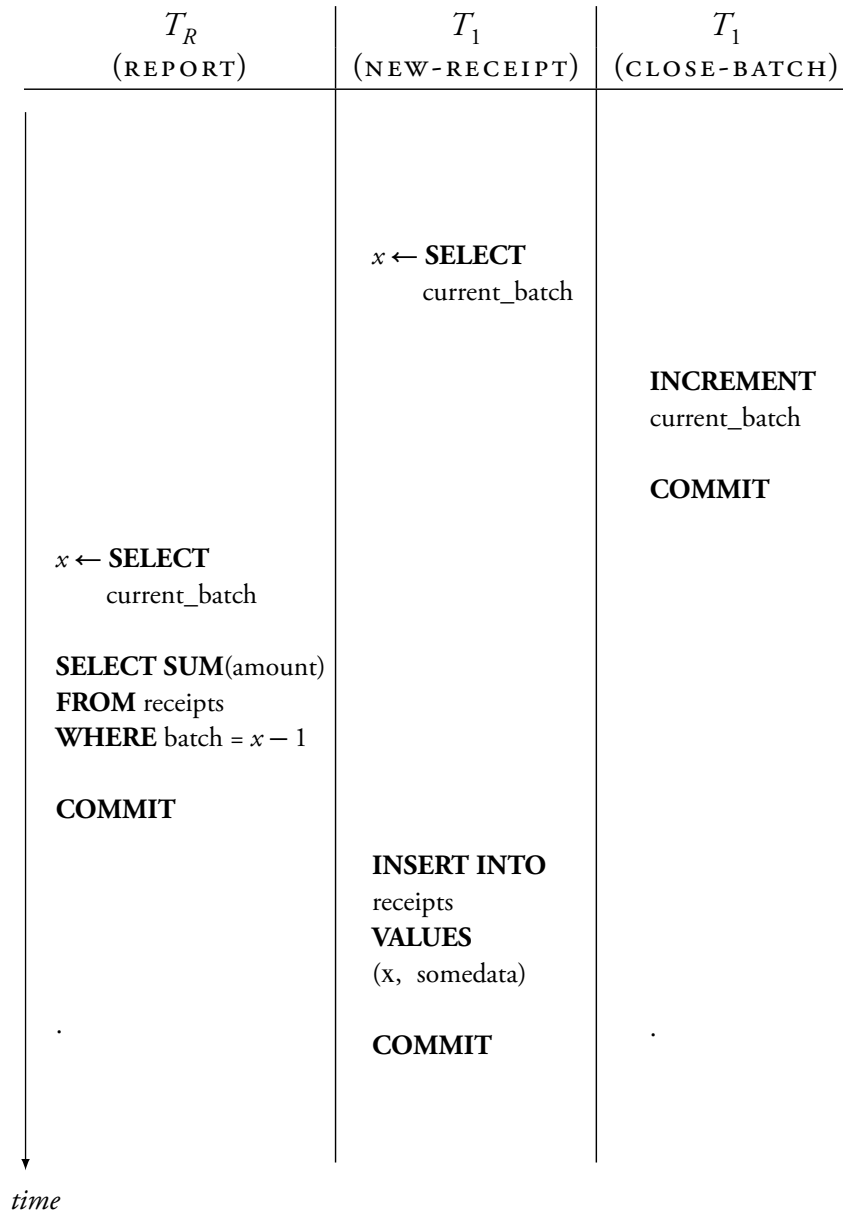 T_R
(REPORT)
T_1
(NEW-RECEIPT)
T_1
(CLOSE-BATCH)
x ← SELECT
current_batch
INCREMENT
current_batch
COMMIT
x ← SELECT
current_batch
SELECT SUM(amount)
FROM receipts
WHERE batch = x − 1
COMMIT
INSERT INTO
receipts
VALUES
(x, somedata)
.
COMMIT
.
time